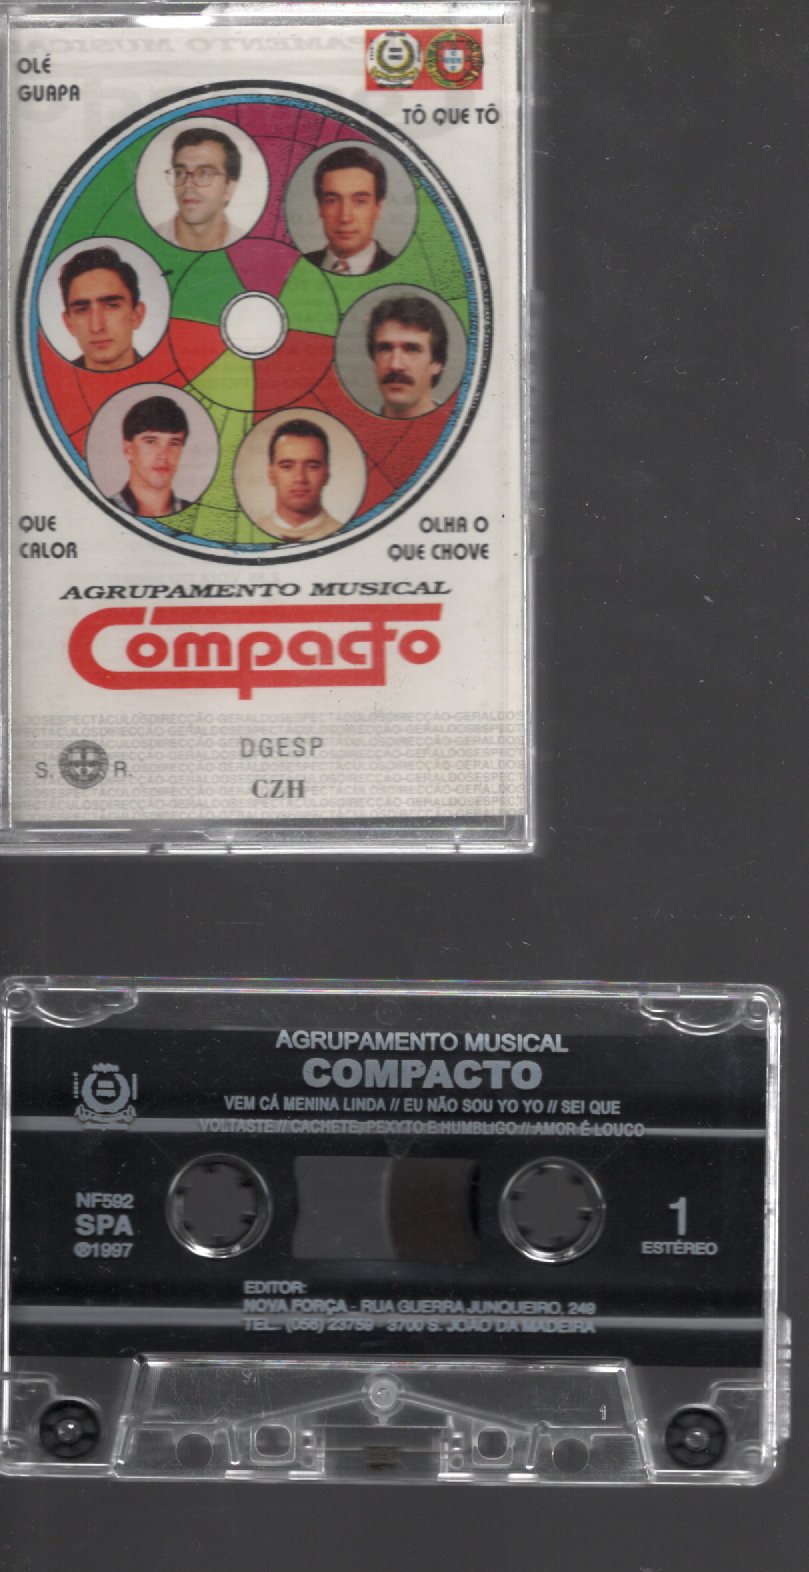 OLÉ
GUAPA
TÔ QUE TÔ
QUE
CALOR
OLHA O
QUE CHOVE
AGRUPAMENTO MUSICAL
Compacto
DGESP
S. R.
CZH
AGRUPAMENTO MUSICAL
COMPACTO
VEM CÁ MENINA LINDA // EU NÃO SOU YO YO // SEI QUE
VOLTASTE // CACHETE, PEXYTO E HUMBLIGO // AMOR É LOUCO
NF592
SPA
℗1997
1
ESTÉREO
EDITOR:
NOVA FORÇA - RUA GUERRA JUNQUEIRO, 249
TEL.: (056) 23759 - 3700 S. JOÃO DA MADEIRA